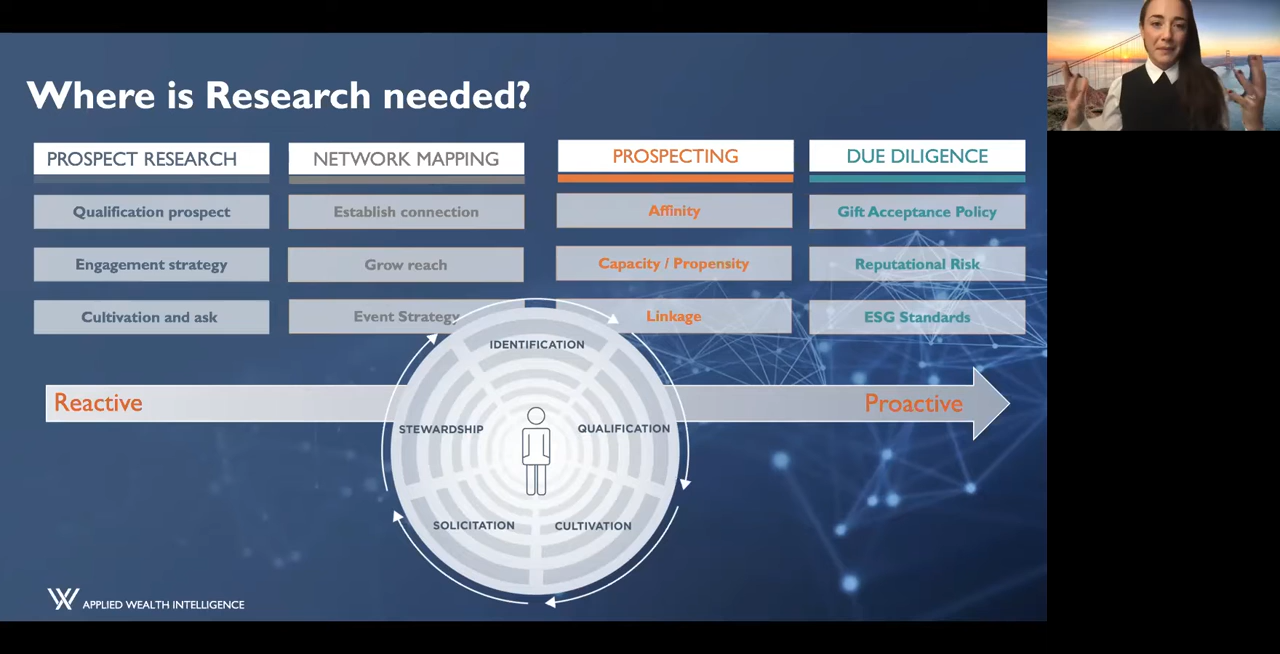 Where is Research needed?
PROSPECT RESEARCH
Qualification prospect
Engagement strategy
Cultivation and ask
NETWORK MAPPING
Establish connection
Grow reach
Event Strategy
PROSPECTING
Affinity
Capacity / Propensity
Linkage
DUE DILIGENCE
Gift Acceptance Policy
Reputational Risk
ESG Standards
Reactive
Proactive
IDENTIFICATION
QUALIFICATION
CULTIVATION
SOLICITATION
STEWARDSHIP
APPLIED WEALTH INTELLIGENCE